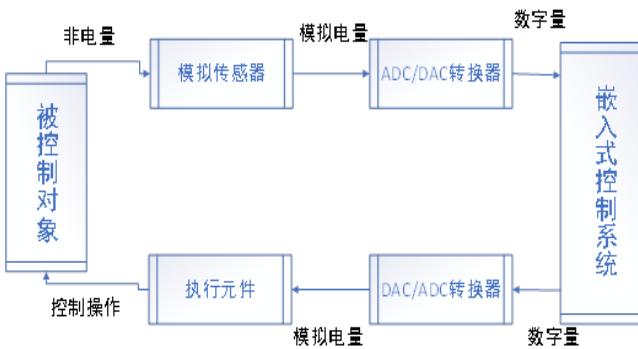 非电量
模拟传感器
模拟电量
ADC/DAC转换器
数字量
被控制对象
嵌入式控制系统
控制操作
执行元件
模拟电量
DAC/ADC转换器
数字量